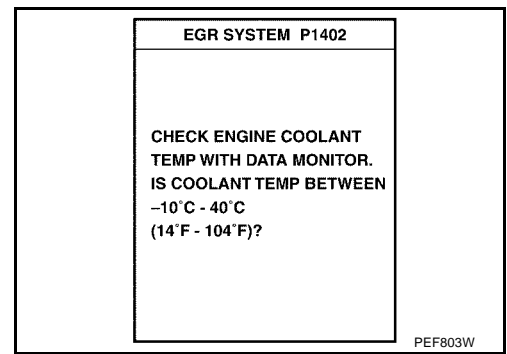 EGR SYSTEM P1402
CHECK ENGINE COOLANT
TEMP WITH DATA MONITOR.
IS COOLANT TEMP BETWEEN
–10°C - 40°C
(14°F - 104°F)?
PEF803W